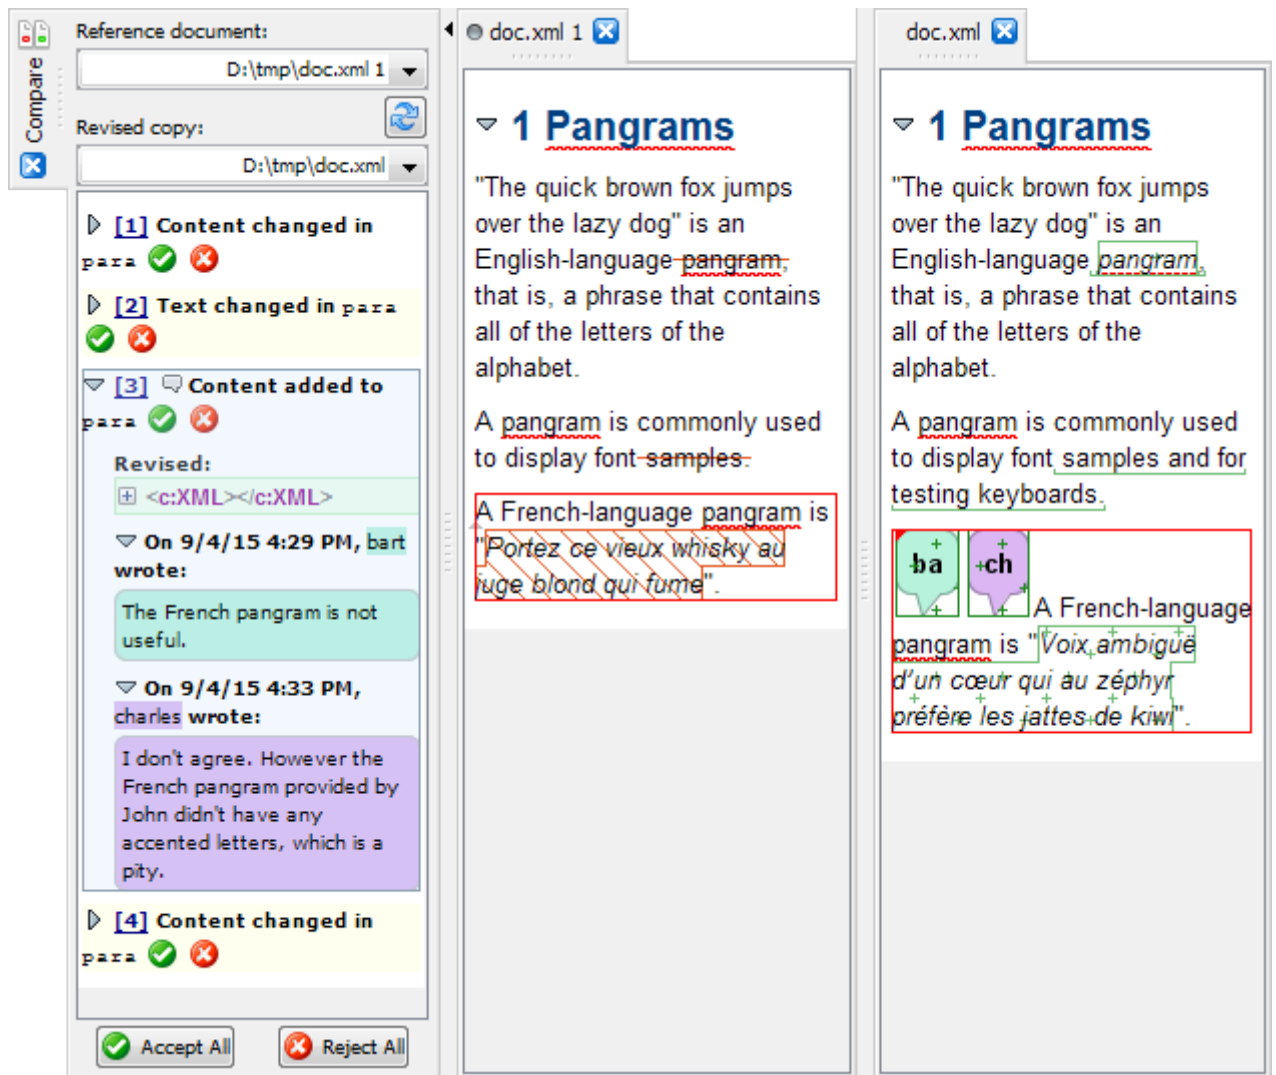 Compare
Reference document:
D:\tmp\doc.xml 1
Revised copy:
D:\tmp\doc.xml
[1] Content changed in
para
[2] Text changed in para
[3] Content added to
para
Revised:
<c:XML></c:XML>
On 9/4/15 4:29 PM, bart
wrote:
The French pangram is not
useful.
On 9/4/15 4:33 PM,
charles wrote:
I don't agree. However the
French pangram provided by
John didn't have any
accented letters, which is a
pity.
[4] Content changed in
para
Accept All
Reject All
doc.xml 1
1 Pangrams
"The quick brown fox jumps
over the lazy dog" is an
English-language pangram,
that is, a phrase that contains
all of the letters of the
alphabet.
A pangram is commonly used
to display font samples.
A French-language pangram is
"Portez ce vieux whisky au
juge blond qui fume".
doc.xml
1 Pangrams
"The quick brown fox jumps
over the lazy dog" is an
English-language pangram,
that is, a phrase that contains
all of the letters of the
alphabet.
A pangram is commonly used
to display font samples and for
testing keyboards.
ba ch A French-language
pangram is "Voix ambiguë
d'un cœur qui au zéphyr
préfère les jattes de kiwi".